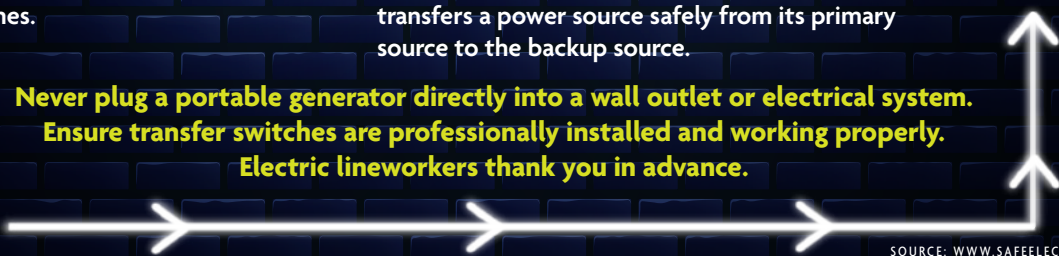 transfers a power source safely from its primary
source to the backup source.
Never plug a portable generator directly into a wall outlet or electrical system.
Ensure transfer switches are professionally installed and working properly.
Electric lineworkers thank you in advance.
SOURCE: